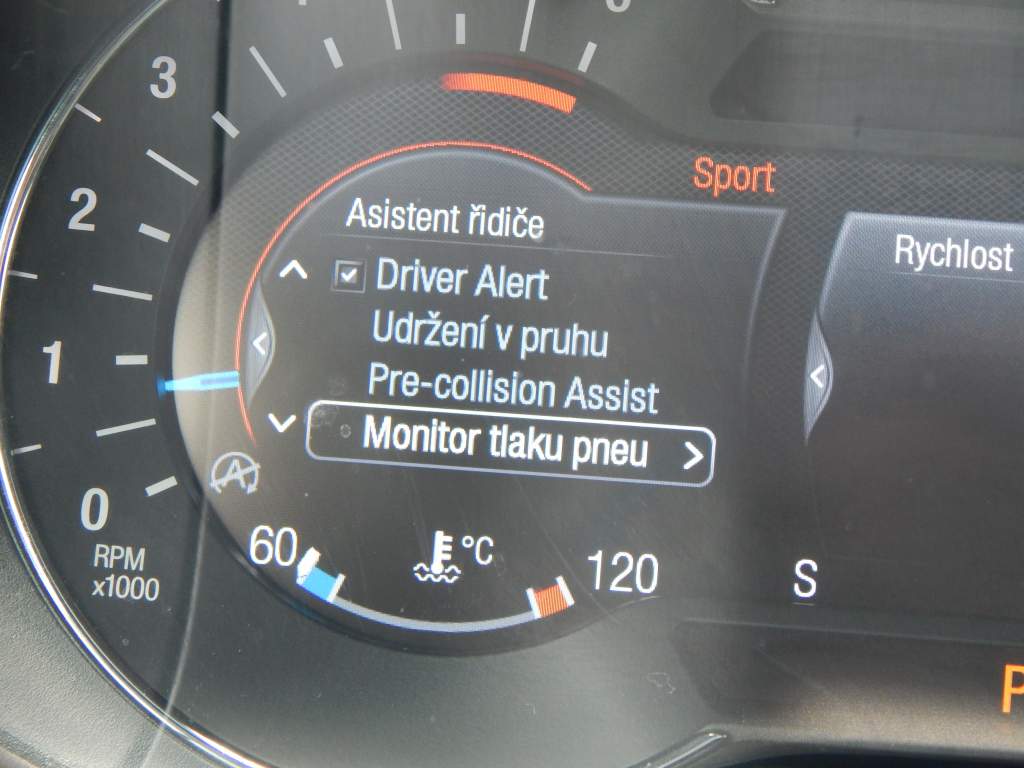 3
2
1
0
RPM
x1000
Sport
Asistent řidiče
Driver Alert
Udržení v pruhu
Pre-collision Assist
Monitor tlaku pneu
60
°C
120
A
Rychlost
S
P